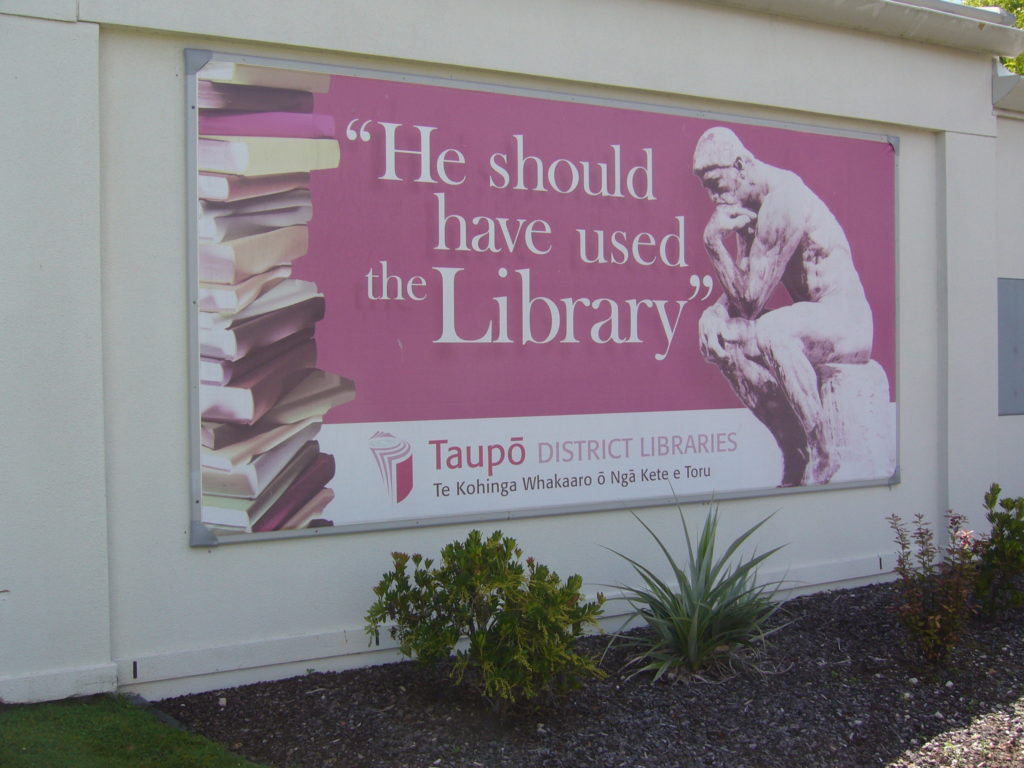 “He should
have used
the Library”
Taupō DISTRICT LIBRARIES
Te Kohinga Whakaaro ō Ngā Kete e Toru